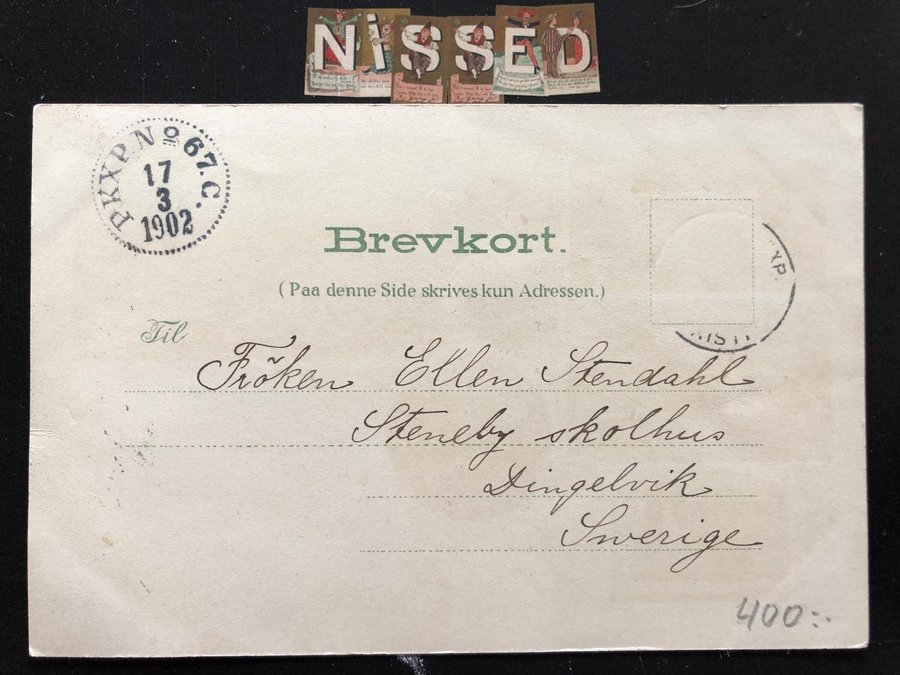 NiSSED
PKXP. No 67. C.
17
3
1902
Brevkort.
(Paa denne Side skrives kun Adressen.)
Til
Fröken Ellen Stendahl
Steneby skolhus
Dingelvik
Swerige
400:-